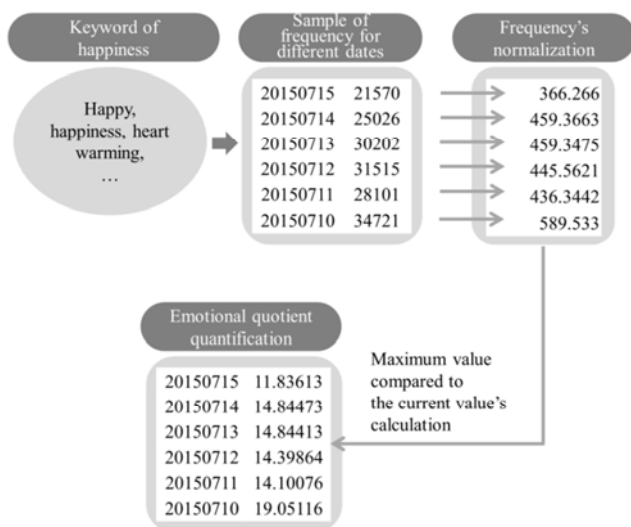 Keyword of
happiness
Happy,
happiness, heart
warming,
…
Sample of
frequency for
different dates
20150715 21570
20150714 25026
20150713 30202
20150712 31515
20150711 28101
20150710 34721
Frequency's
normalization
366.266
459.3663
459.3475
445.5621
436.3442
589.533
Maximum value
compared to
the current value's
calculation
Emotional quotient
quantification
20150715 11.83613
20150714 14.84473
20150713 14.84413
20150712 14.39864
20150711 14.10076
20150710 19.05116